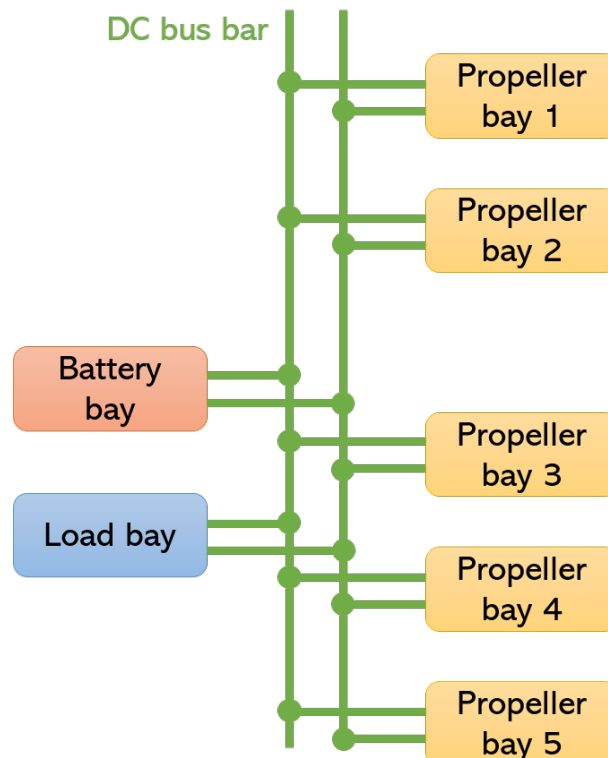 DC bus bar
Propeller
bay 1
Propeller
bay 2
Battery
bay
Propeller
bay 3
Load bay
Propeller
bay 4
Propeller
bay 5